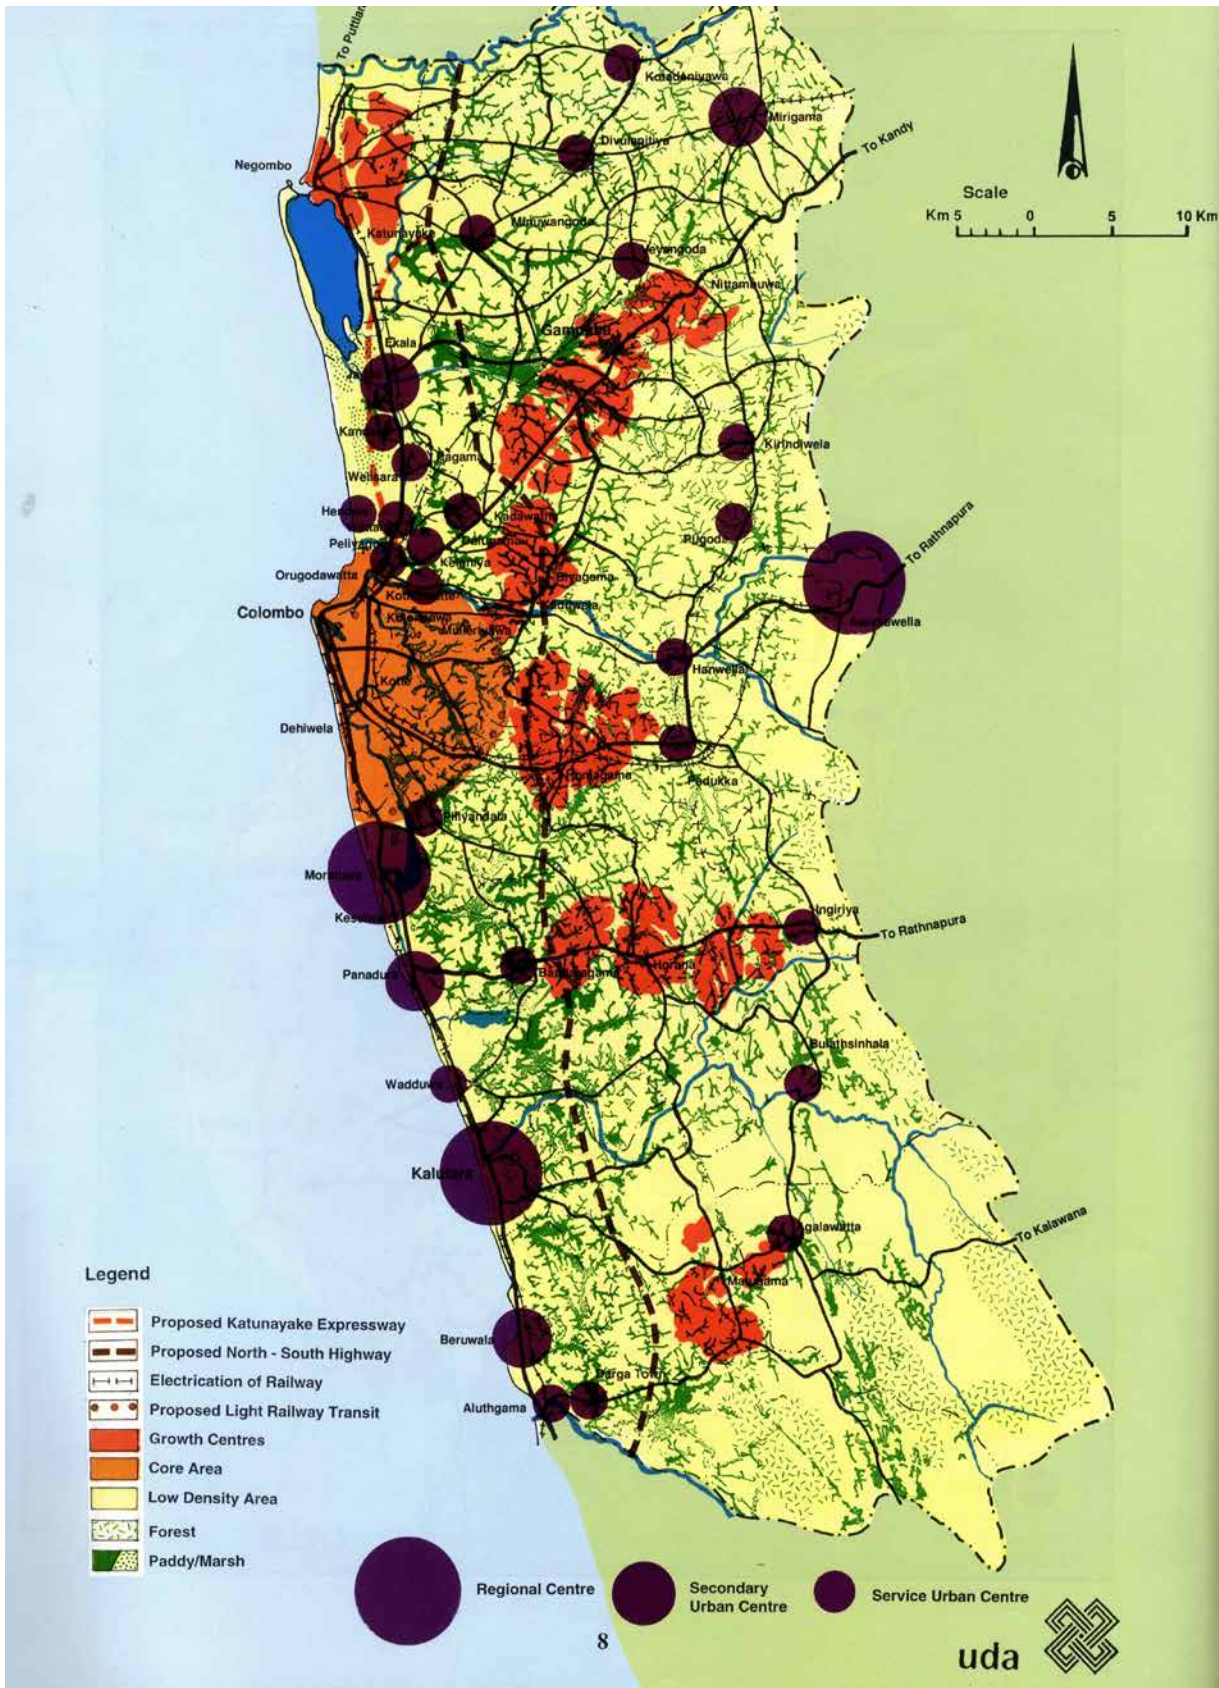 To Puttlam
Kotadeniyawa
Mirigama
Divulapitiya
To Kandy
Negombo
Scale
Km 5 0 5 10 Km
Minuwangoda
Katunayake
Veyangoda
Nittambuwa
Gampaha
Ekala
Kirindiwela
Ragama
Welisara
Kadawatha
Pugoda
To Rathnapura
Peliyagoda
Kelaniya
Orugodawatta
Biyagama
Kaduwela
Colombo
Mulleriyawa
Avissawella
Hanwella
Kotte
Dehiwela
Homagama
Padukka
Piliyandala
Moratuwa
Ingiriya
To Rathnapura
Panadura
Bandaragama
Horana
Bulathsinhala
Wadduwa
Kalutara
Agalawatta
To Kalawana
Matugama
Legend
Proposed Katunayake Expressway
Beruwala
Proposed North - South Highway
Electrication of Railway
Darga Town
Proposed Light Railway Transit
Aluthgama
Growth Centres
Core Area
Low Density Area
Forest
Paddy/Marsh
Regional Centre
Secondary
Urban Centre
Service Urban Centre
8
uda